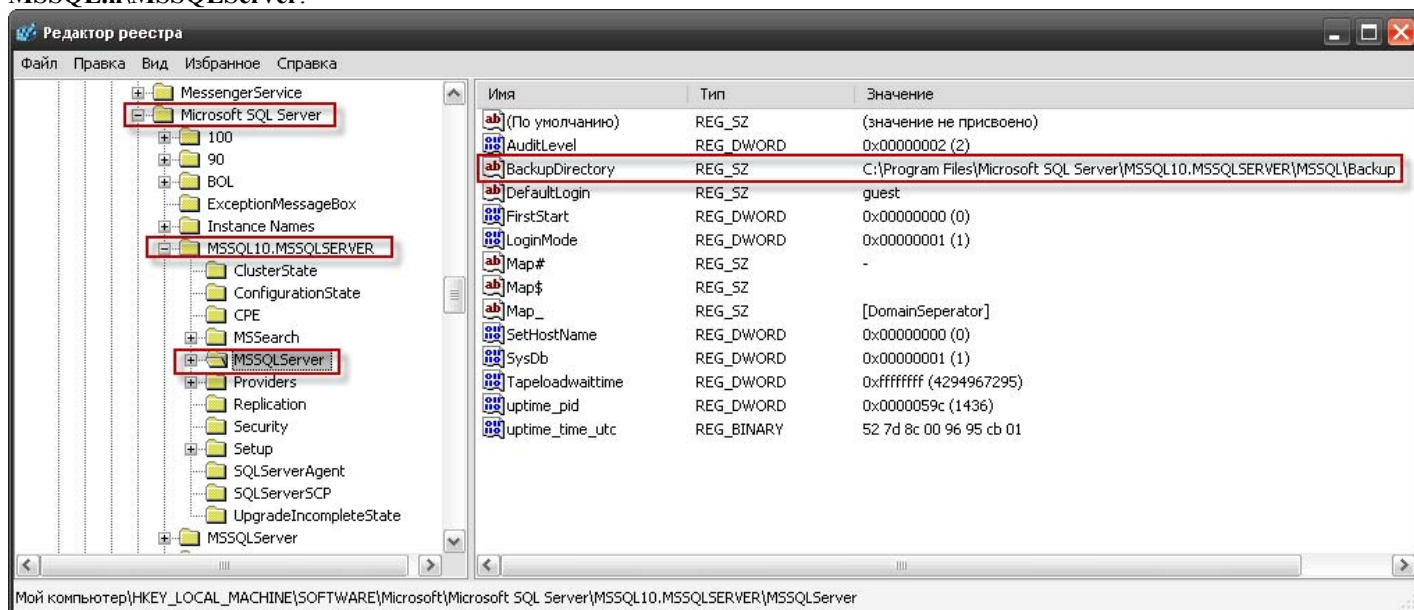 MSSQL.n\MSSQLServer:
Редактор реестра
Файл Правка Вид Избранное Справка
MessengerService
Microsoft SQL Server
100
90
BOL
ExceptionMessageBox
Instance Names
MSSQL10.MSSQLSERVER
ClusterState
ConfigurationState
CPE
MSSearch
MSSQLServer
Providers
Replication
Security
Setup
SQLServerAgent
SQLServerSCP
UpgradeIncompleteState
MSSQLServer
Имя Тип Значение
(По умолчанию) REG_SZ (значение не присвоено)
AuditLevel REG_DWORD 0x00000002 (2)
BackupDirectory REG_SZ C:\Program Files\Microsoft SQL Server\MSSQL10.MSSQLSERVER\MSSQL\Backup
DefaultLogin REG_SZ guest
FirstStart REG_DWORD 0x00000000 (0)
LoginMode REG_DWORD 0x00000001 (1)
Map# REG_SZ -
Map$ REG_SZ
Map_ REG_SZ [DomainSeperator]
SetHostName REG_DWORD 0x00000000 (0)
SysDb REG_DWORD 0x00000001 (1)
Tapeloadwaittime REG_DWORD 0xffffffff (4294967295)
uptime_pid REG_DWORD 0x0000059c (1436)
uptime_time_utc REG_BINARY 52 7d 8c 00 96 95 cb 01
Мой компьютер\HKEY_LOCAL_MACHINE\SOFTWARE\Microsoft\Microsoft SQL Server\MSSQL10.MSSQLSERVER\MSSQLServer